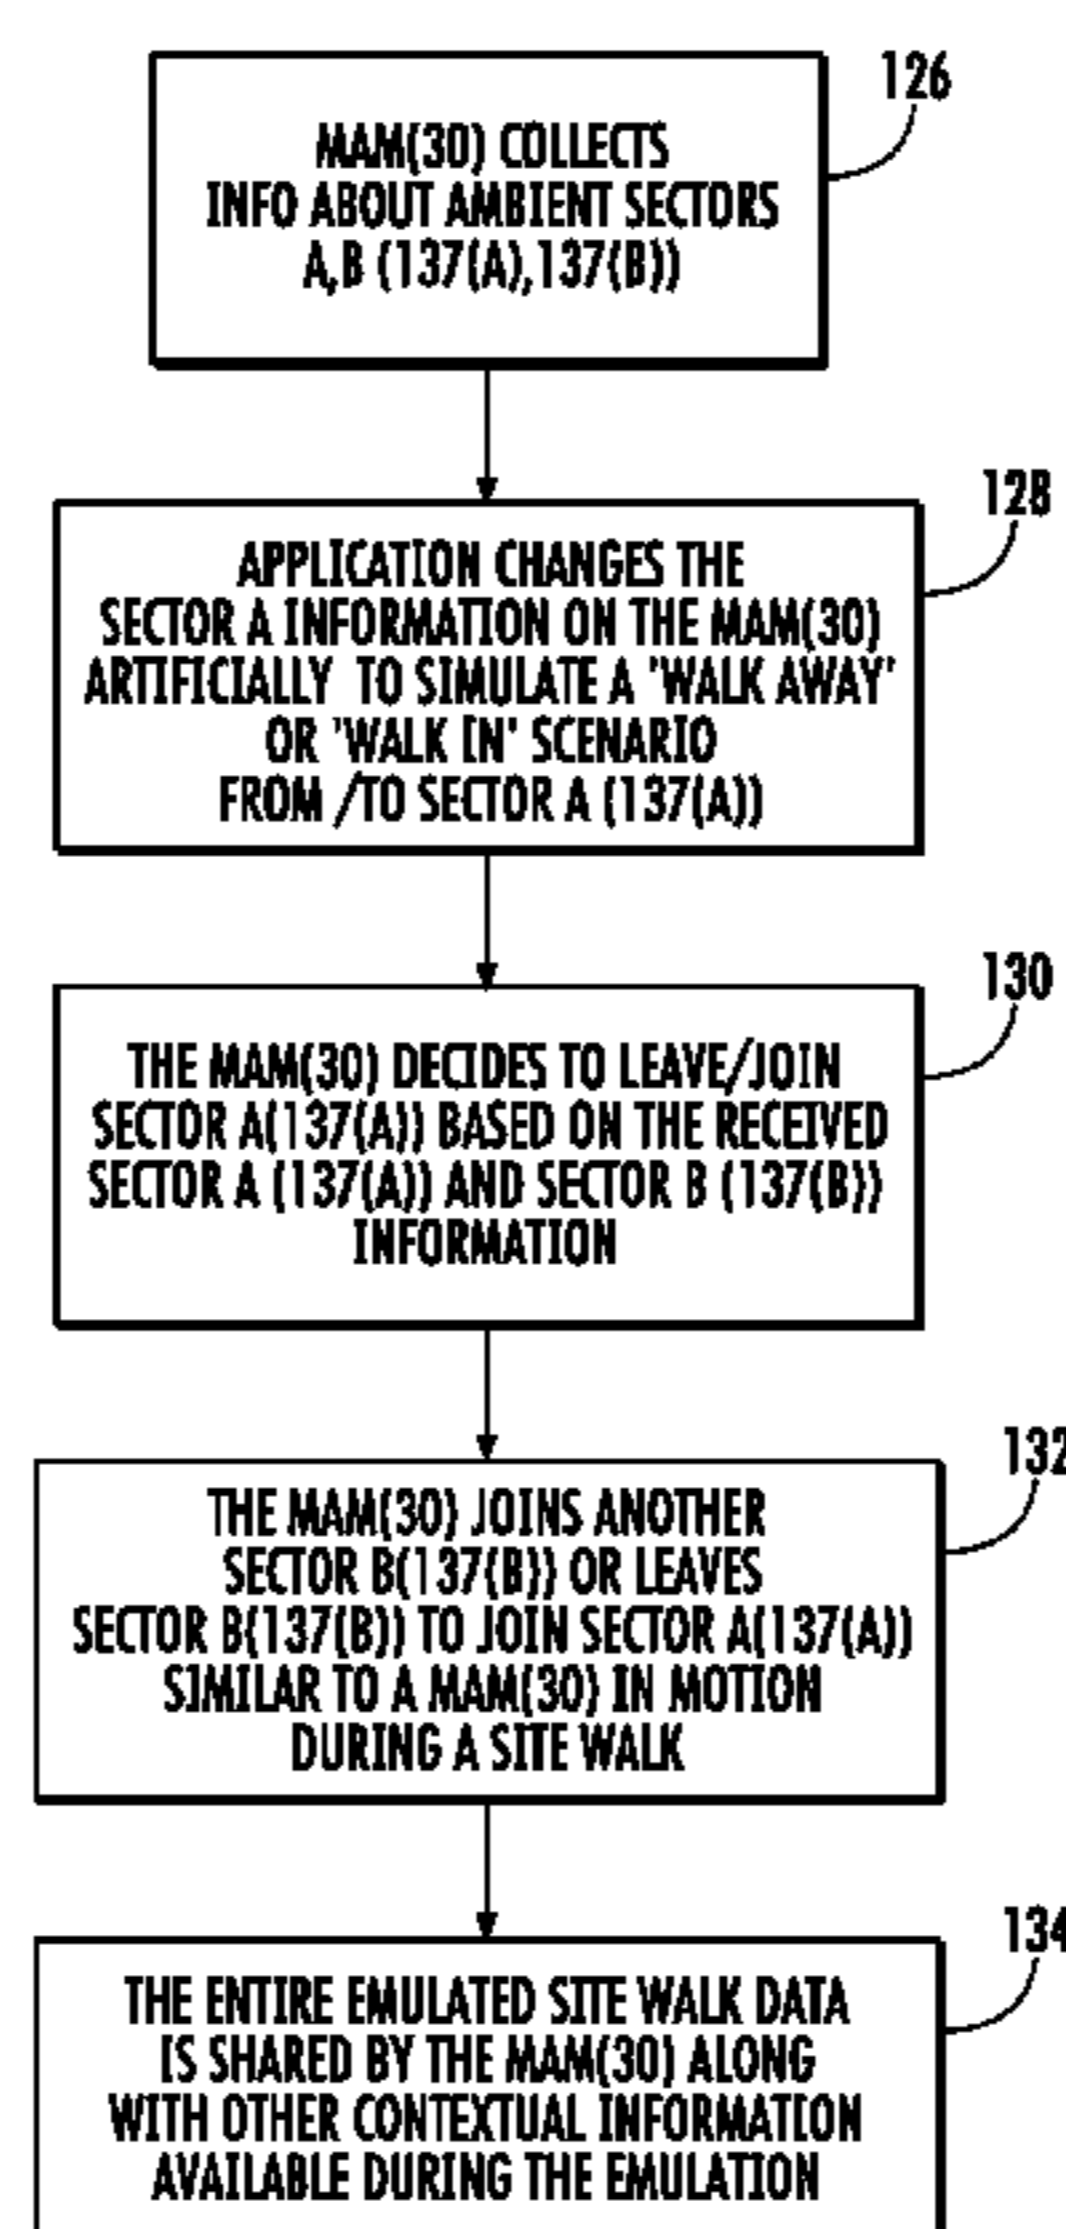 126
MAM(30) COLLECTS
INFO ABOUT AMBIENT SECTORS
A,B (137(A),137(B))
128
APPLICATION CHANGES THE
SECTOR A INFORMATION ON THE MAM(30)
ARTIFICIALLY TO SIMULATE A 'WALK AWAY'
OR 'WALK IN' SCENARIO
FROM /TO SECTOR A (137(A))
130
THE MAM(30) DECIDES TO LEAVE/JOIN
SECTOR A(137(A)) BASED ON THE RECEIVED
SECTOR A (137(A)) AND SECTOR B (137(B))
INFORMATION
132
THE MAM(30) JOINS ANOTHER
SECTOR B(137(B)) OR LEAVES
SECTOR B(137(B)) TO JOIN SECTOR A(137(A))
SIMILAR TO A MAM(30) IN MOTION
DURING A SITE WALK
134
THE ENTIRE EMULATED SITE WALK DATA
IS SHARED BY THE MAM(30) ALONG
WITH OTHER CONTEXTUAL INFORMATION
AVAILABLE DURING THE EMULATION